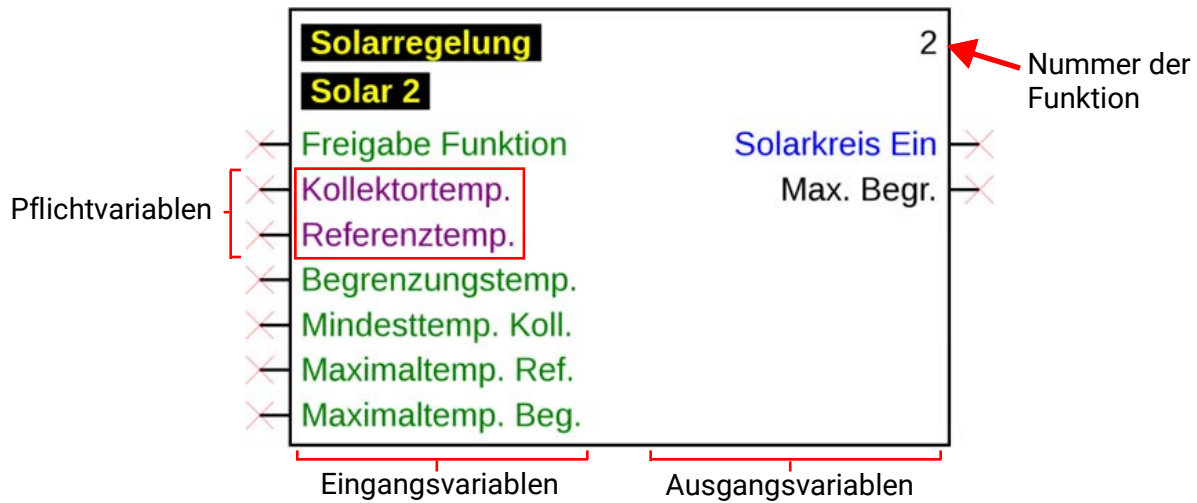 Solarregelung 2
Solar 2
Nummer der
Funktion
Freigabe Funktion Solarkreis Ein
Pflichtvariablen
Kollektortemp. Max. Begr.
Referenztemp.
Begrenzungstemp.
Mindesttemp. Koll.
Maximaltemp. Ref.
Maximaltemp. Beg.
Eingangsvariablen Ausgangsvariablen